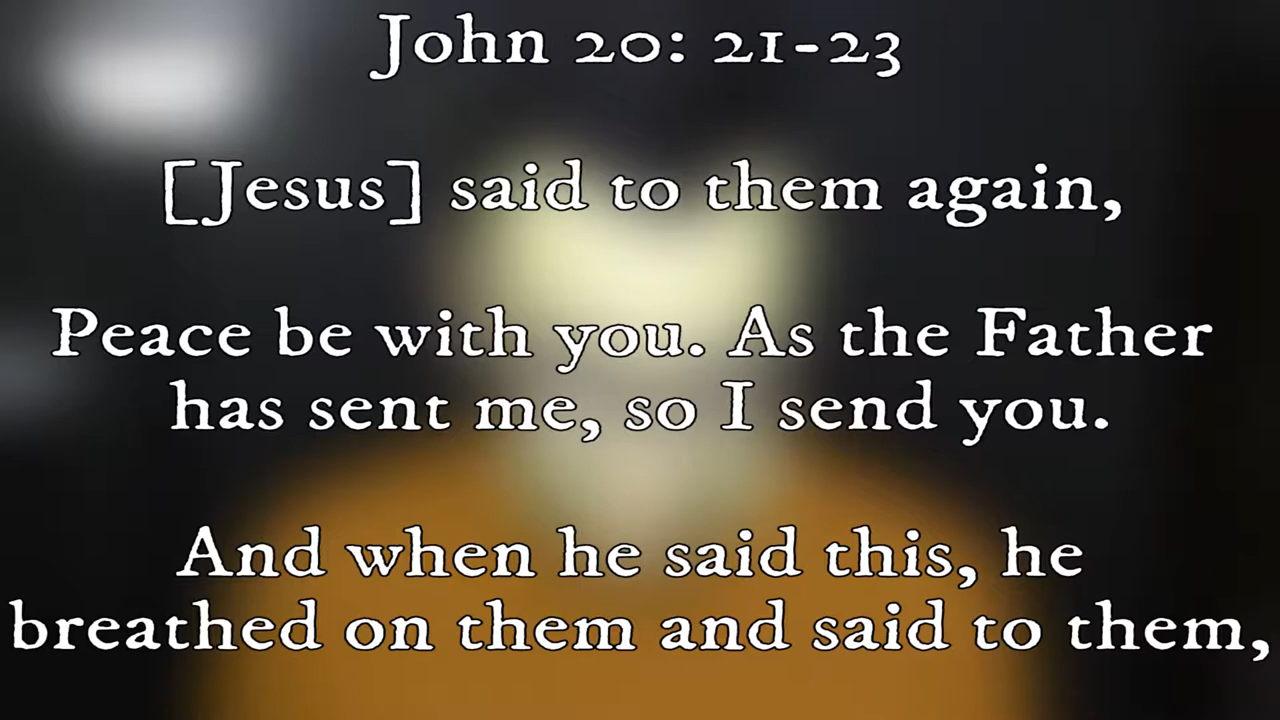 John 20: 21-23
[Jesus] said to them again,
Peace be with you. As the Father
has sent me, so I send you.
And when he said this, he
breathed on them and said to them,